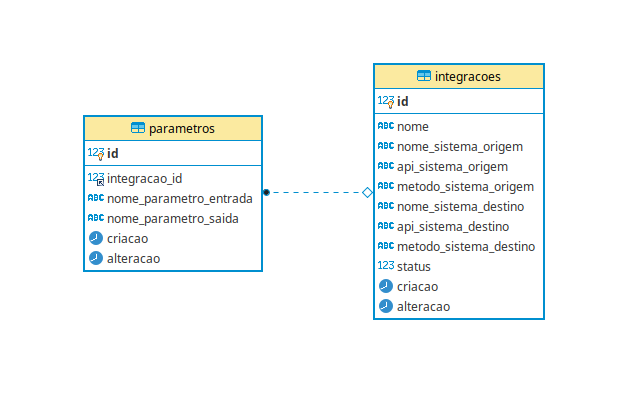 parametros
123 id
123 integracao_id
ABC nome_parametro_entrada
ABC nome_parametro_saida
criacao
alteracao
integracoes
123 id
ABC nome
ABC nome_sistema_origem
ABC api_sistema_origem
ABC metodo_sistema_origem
ABC nome_sistema_destino
ABC api_sistema_destino
ABC metodo_sistema_destino
123 status
criacao
alteracao